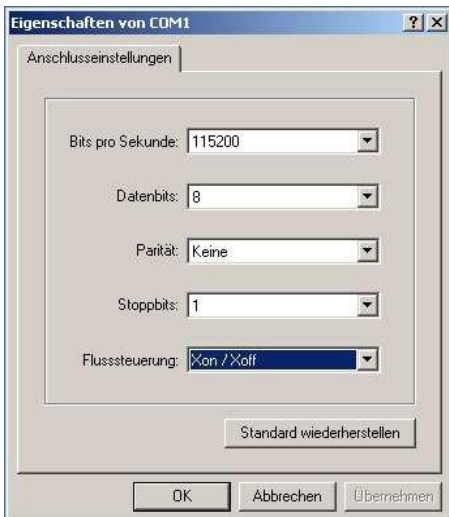 Eigenschaften von COM1
Anschlusseinstellungen
Bits pro Sekunde: 115200
Datenbits: 8
Parität: Keine
Stoppbits: 1
Flusssteuerung: Xon / Xoff
Standard wiederherstellen
OK Abbrechen Übernehmen